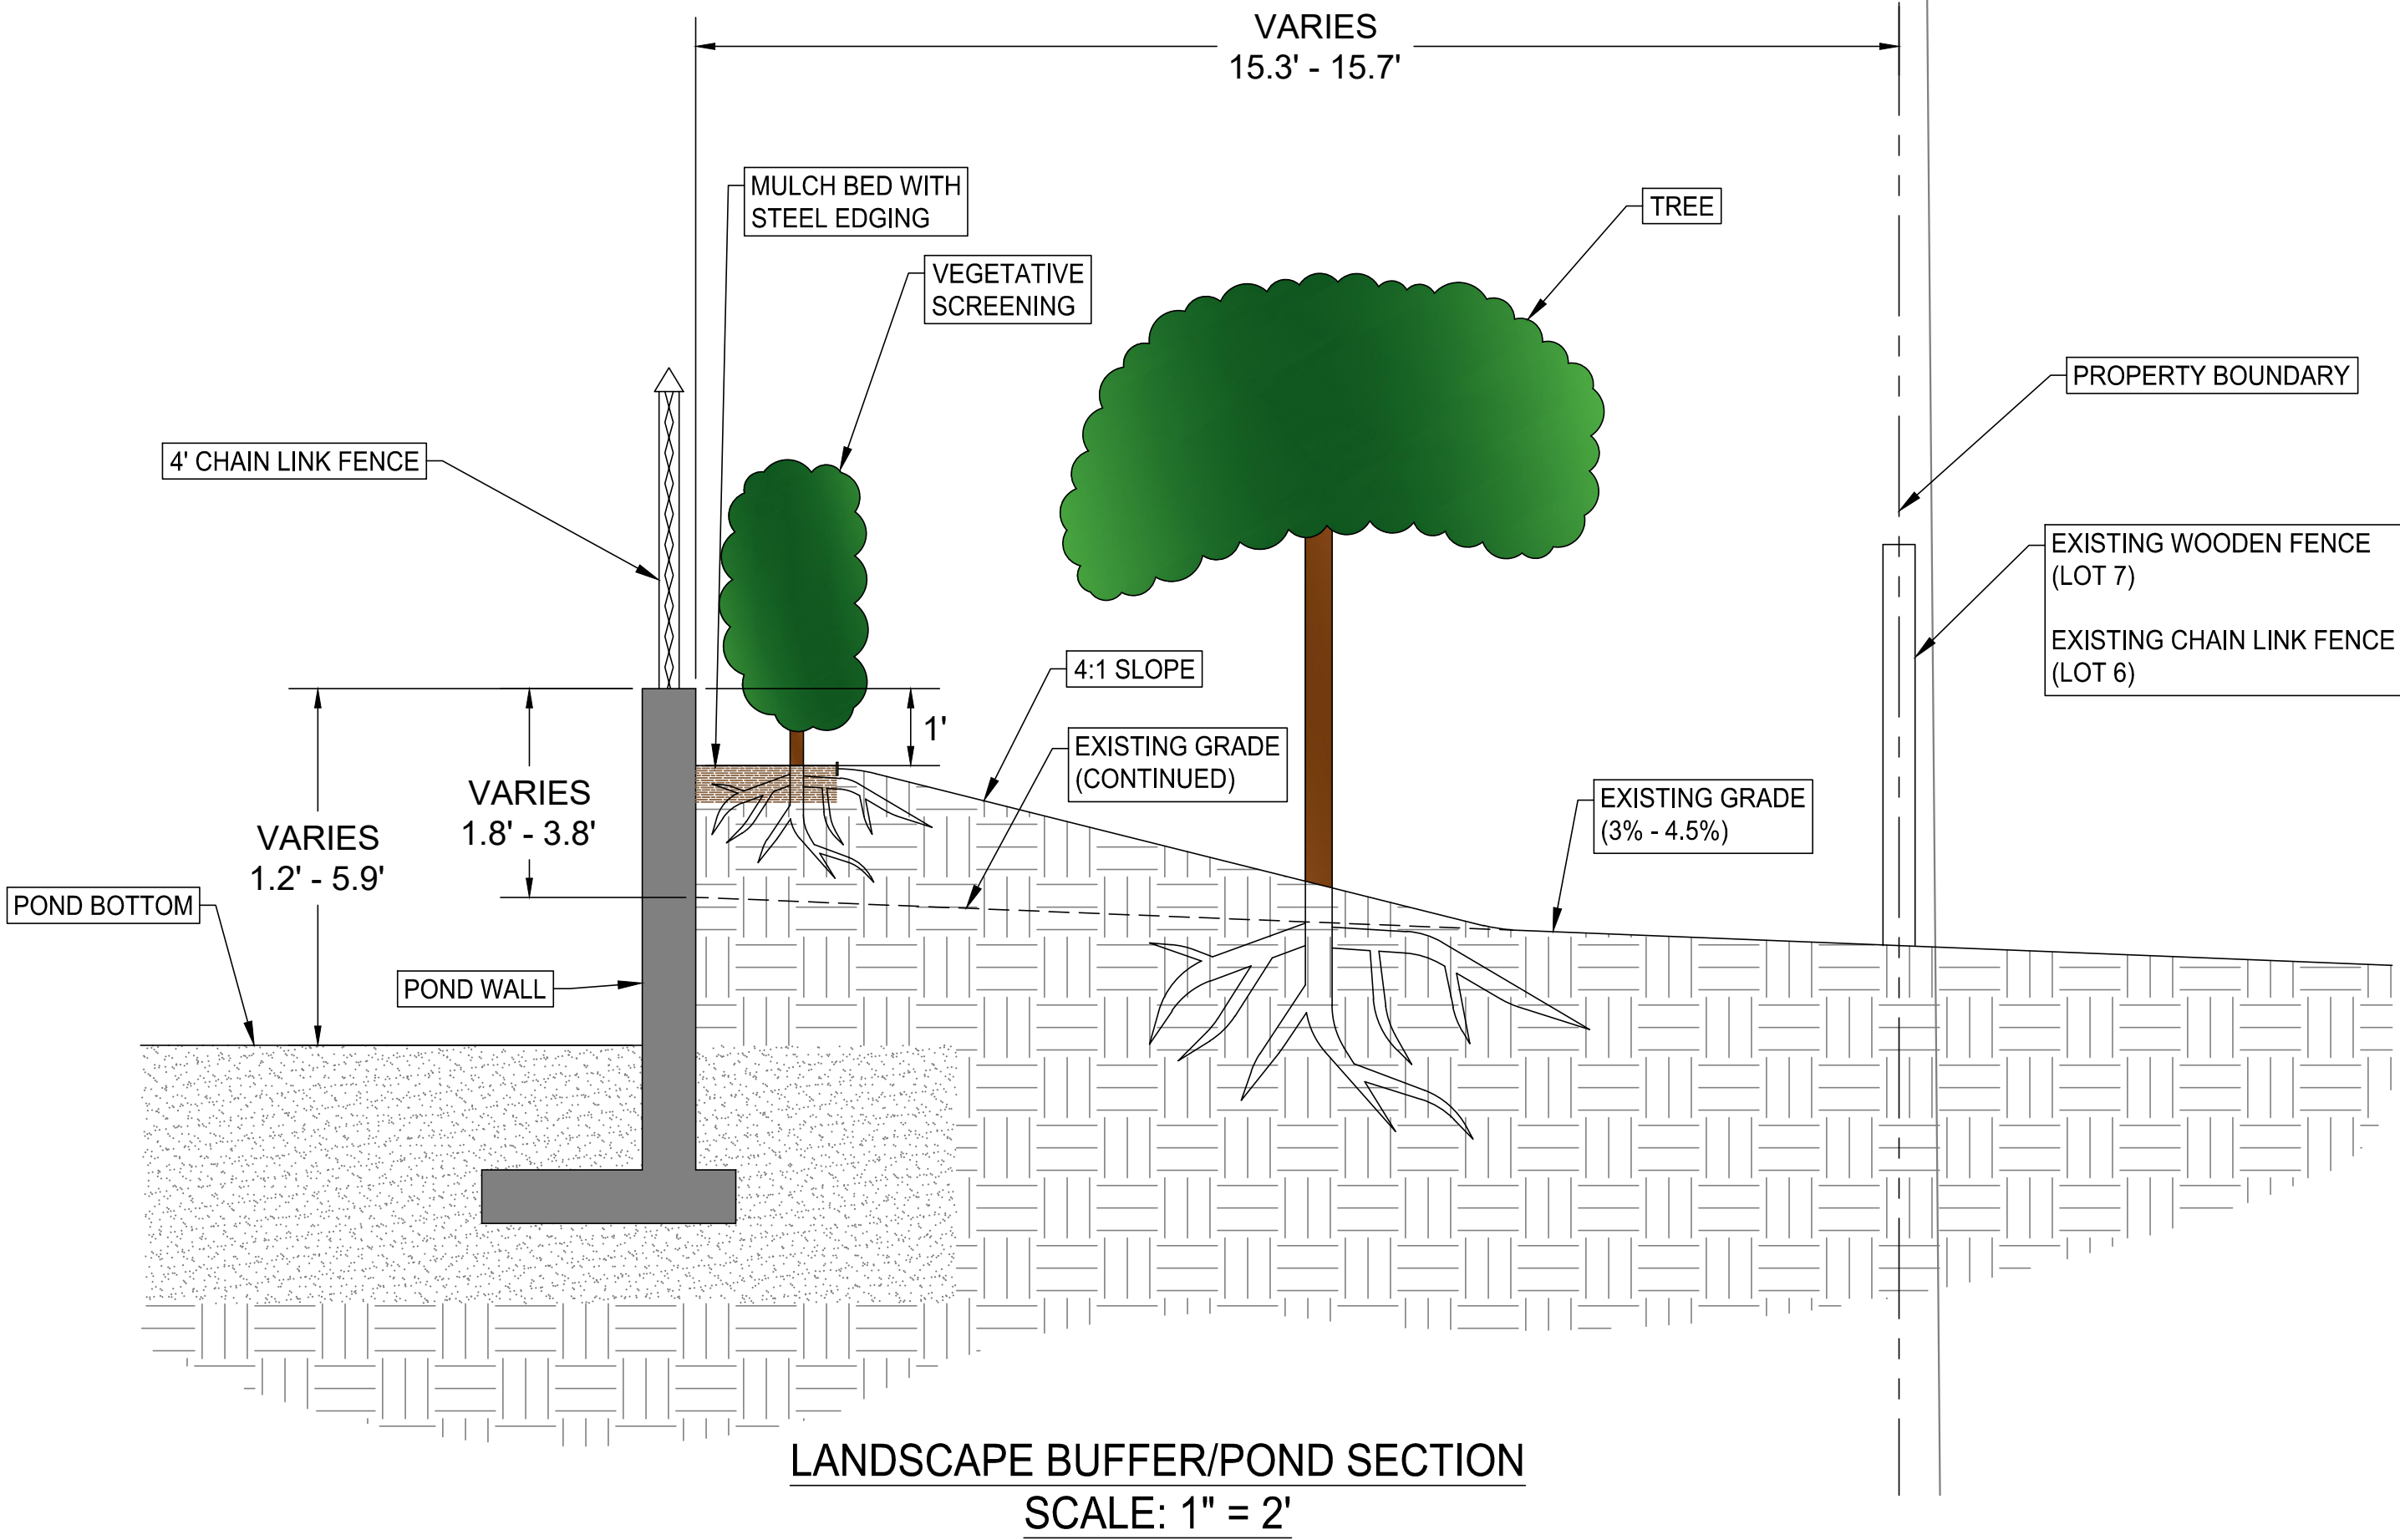 VARIES
15.3' - 15.7'
MULCH BED WITH
STEEL EDGING
TREE
VEGETATIVE
SCREENING
PROPERTY BOUNDARY
4' CHAIN LINK FENCE
EXISTING WOODEN FENCE
(LOT 7)
EXISTING CHAIN LINK FENCE
(LOT 6)
4:1 SLOPE
1'
EXISTING GRADE
(CONTINUED)
VARIES
1.8' - 3.8'
EXISTING GRADE
(3% - 4.5%)
VARIES
1.2' - 5.9'
POND BOTTOM
POND WALL
LANDSCAPE BUFFER/POND SECTION
SCALE: 1" = 2'